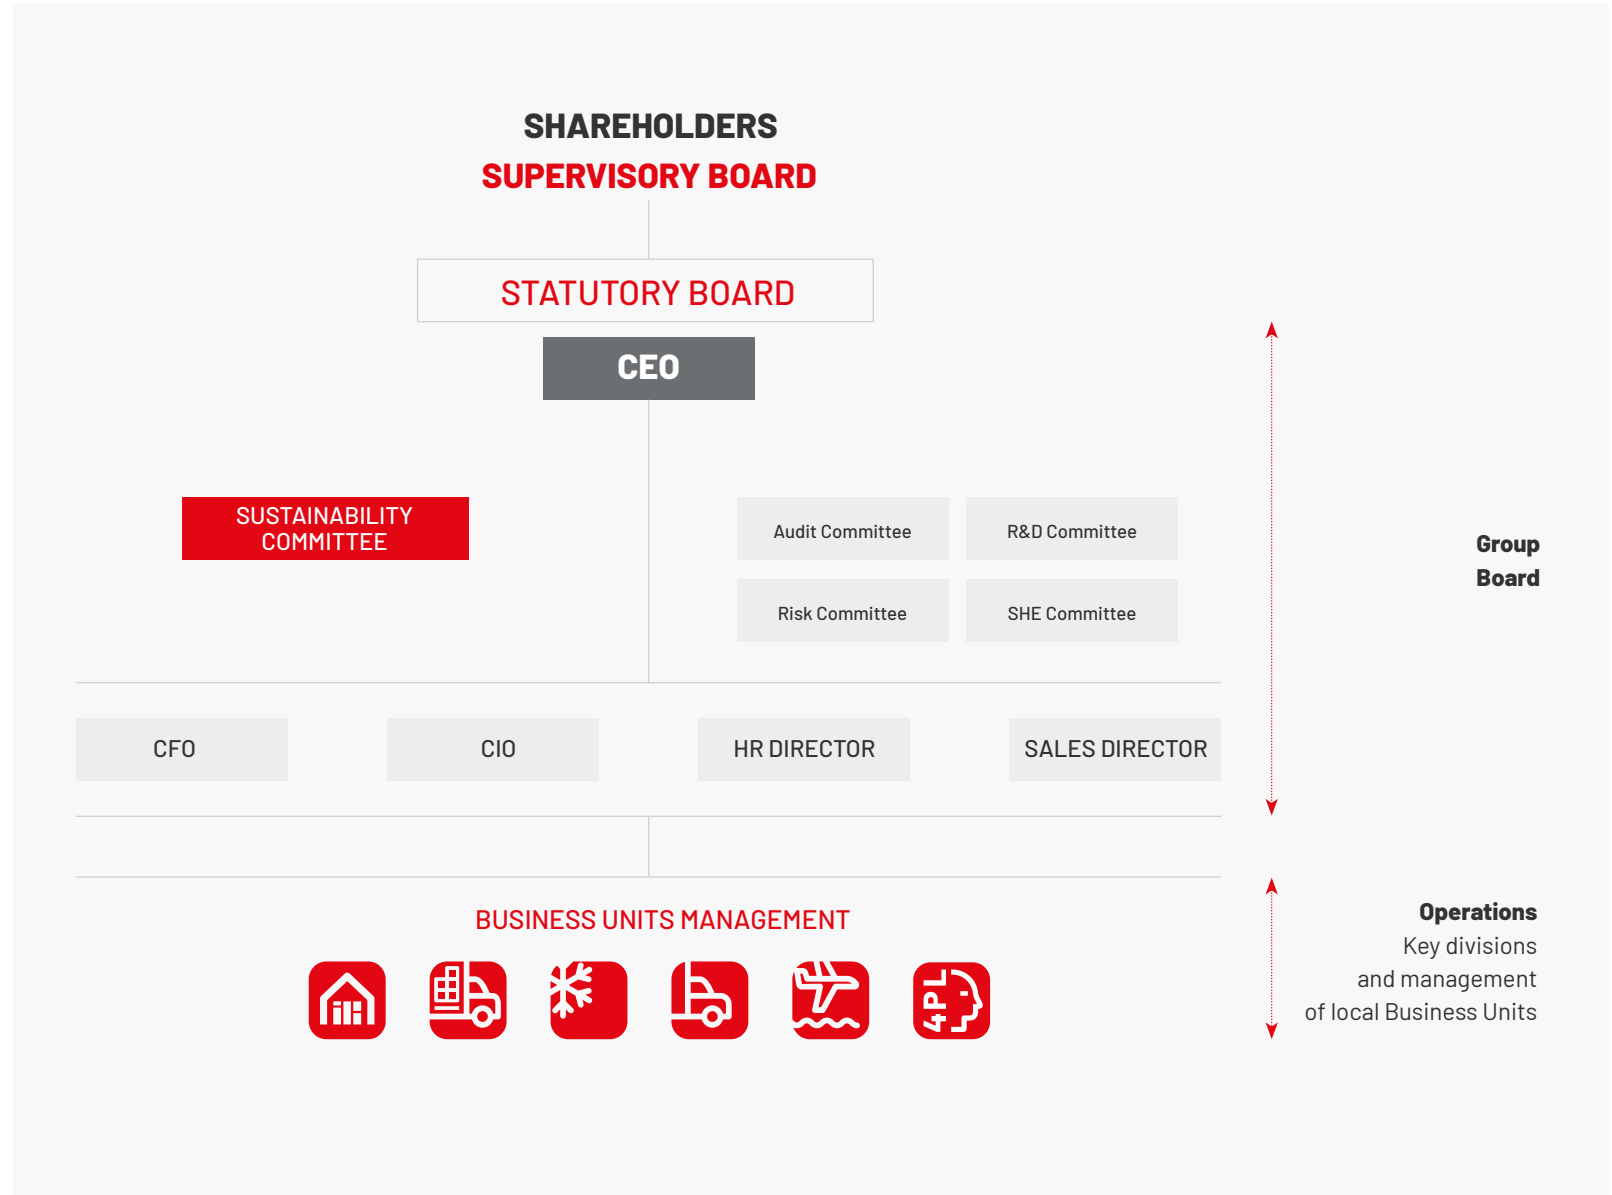 SHAREHOLDERS
SUPERVISORY BOARD
STATUTORY BOARD
CEO
SUSTAINABILITY
COMMITTEE
Audit Committee
R&D Committee
Risk Committee
SHE Committee
Group
Board
CFO
CIO
HR DIRECTOR
SALES DIRECTOR
BUSINESS UNITS MANAGEMENT
4PL
Operations
Key divisions
and management
of local Business Units